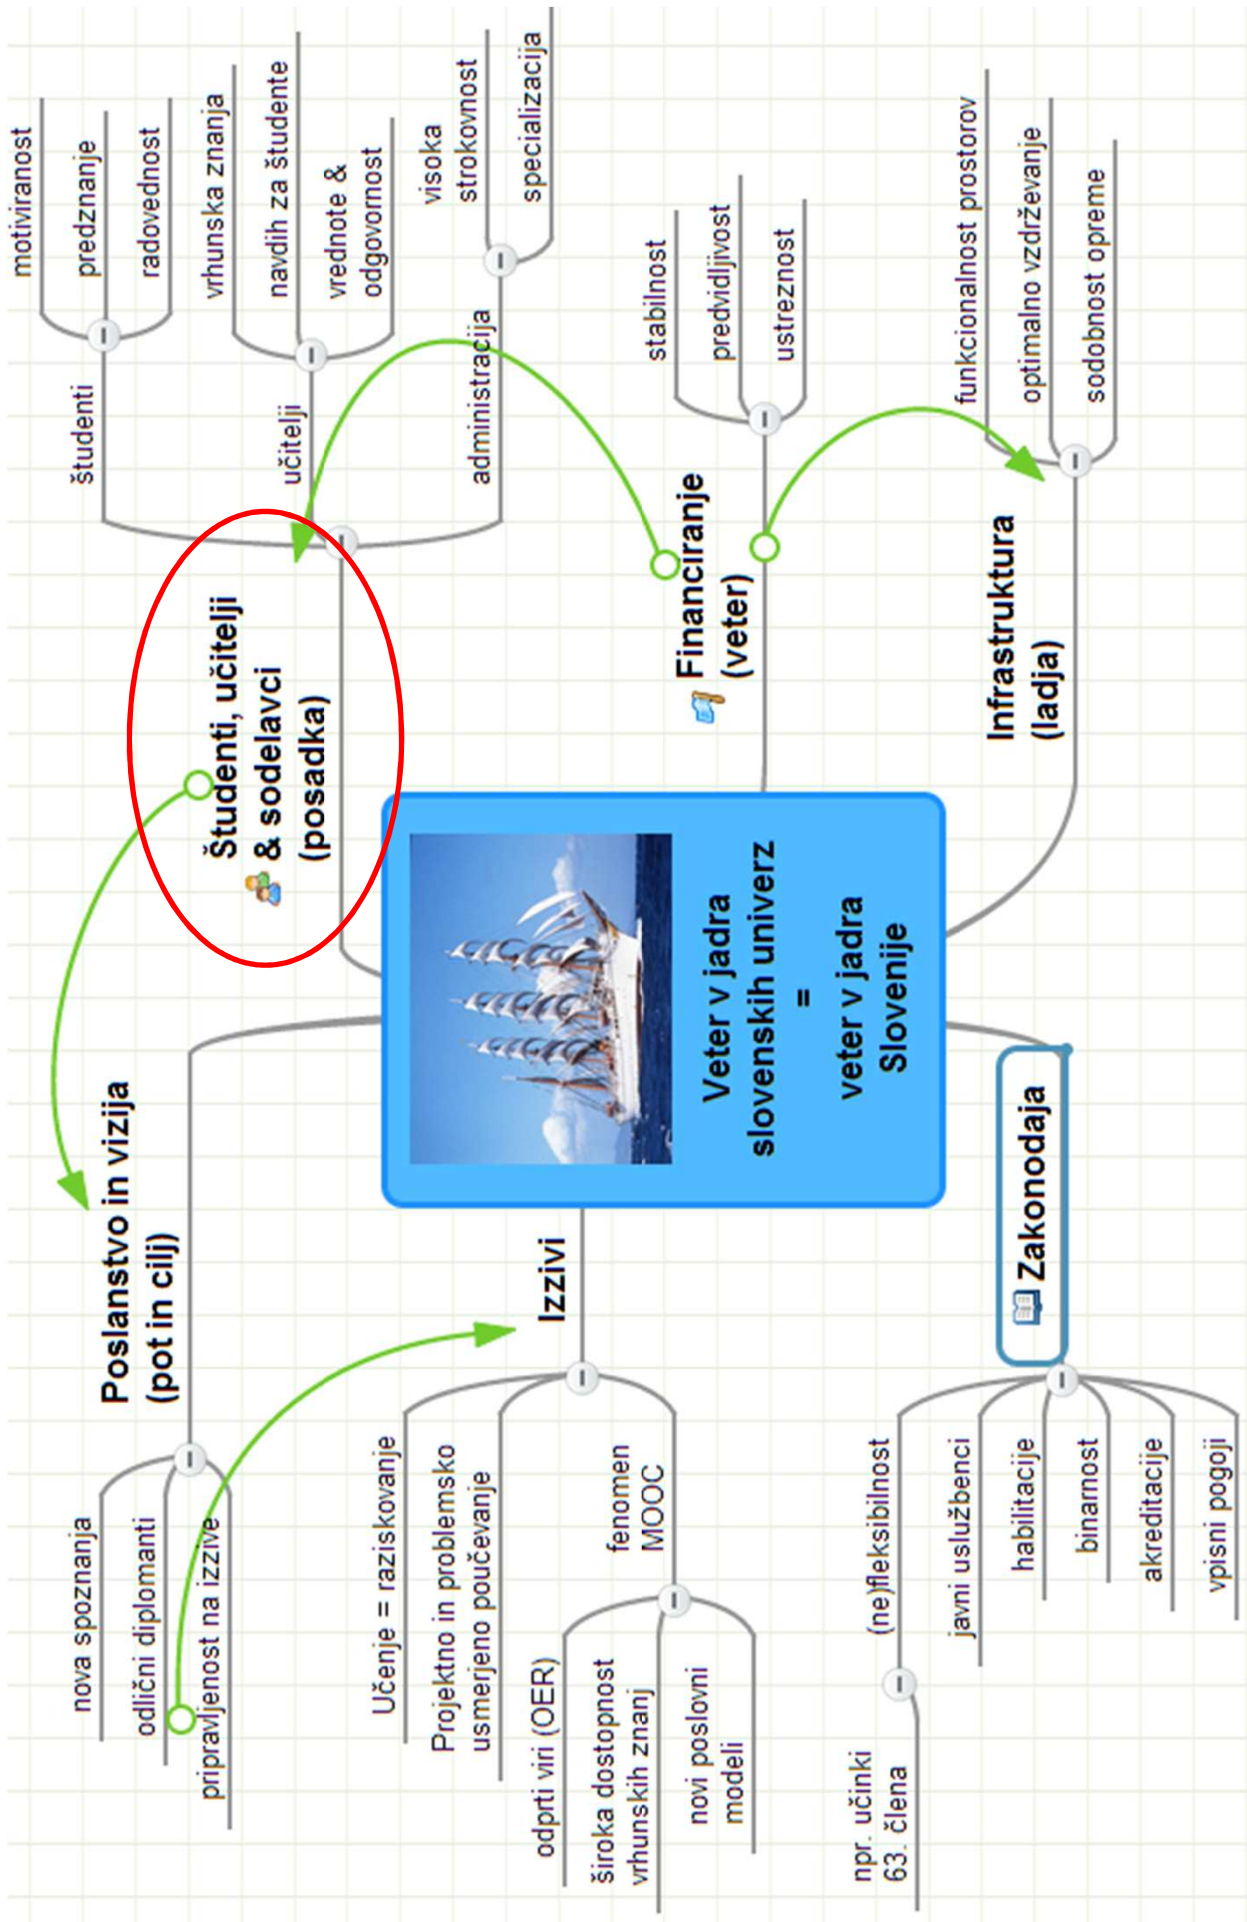 Veter v jadra
slovenskih univerz
=
veter v jadra
Slovenije
Študenti, učitelji
& sodelavci
(posadka)
študenti
motiviranost
predznanje
radovednost
učitelji
vrhunska znanja
navdih za študente
vrednote &
odgovornost
administracija
visoka
strokovnost
specializacija
Financiranje
(veter)
stabilnost
predvidljivost
ustreznost
Infrastruktura
(ladja)
funkcionalnost prostorov
optimalno vzdrževanje
sodobnost opreme
Poslanstvo in vizija
(pot in cilj)
nova spoznanja
odlični diplomanti
pripravljenost na izzive
Izzivi
Učenje = raziskovanje
Projektno in problemsko
usmerjeno poučevanje
fenomen
MOOC
odprti viri (OER)
široka dostopnost
vrhunskih znanj
novi poslovni
modeli
Zakonodaja
(ne)fleksibilnost
npr. učinki
63. člena
javni uslužbenci
habilitacije
binarnost
akreditacije
vpisni pogoji